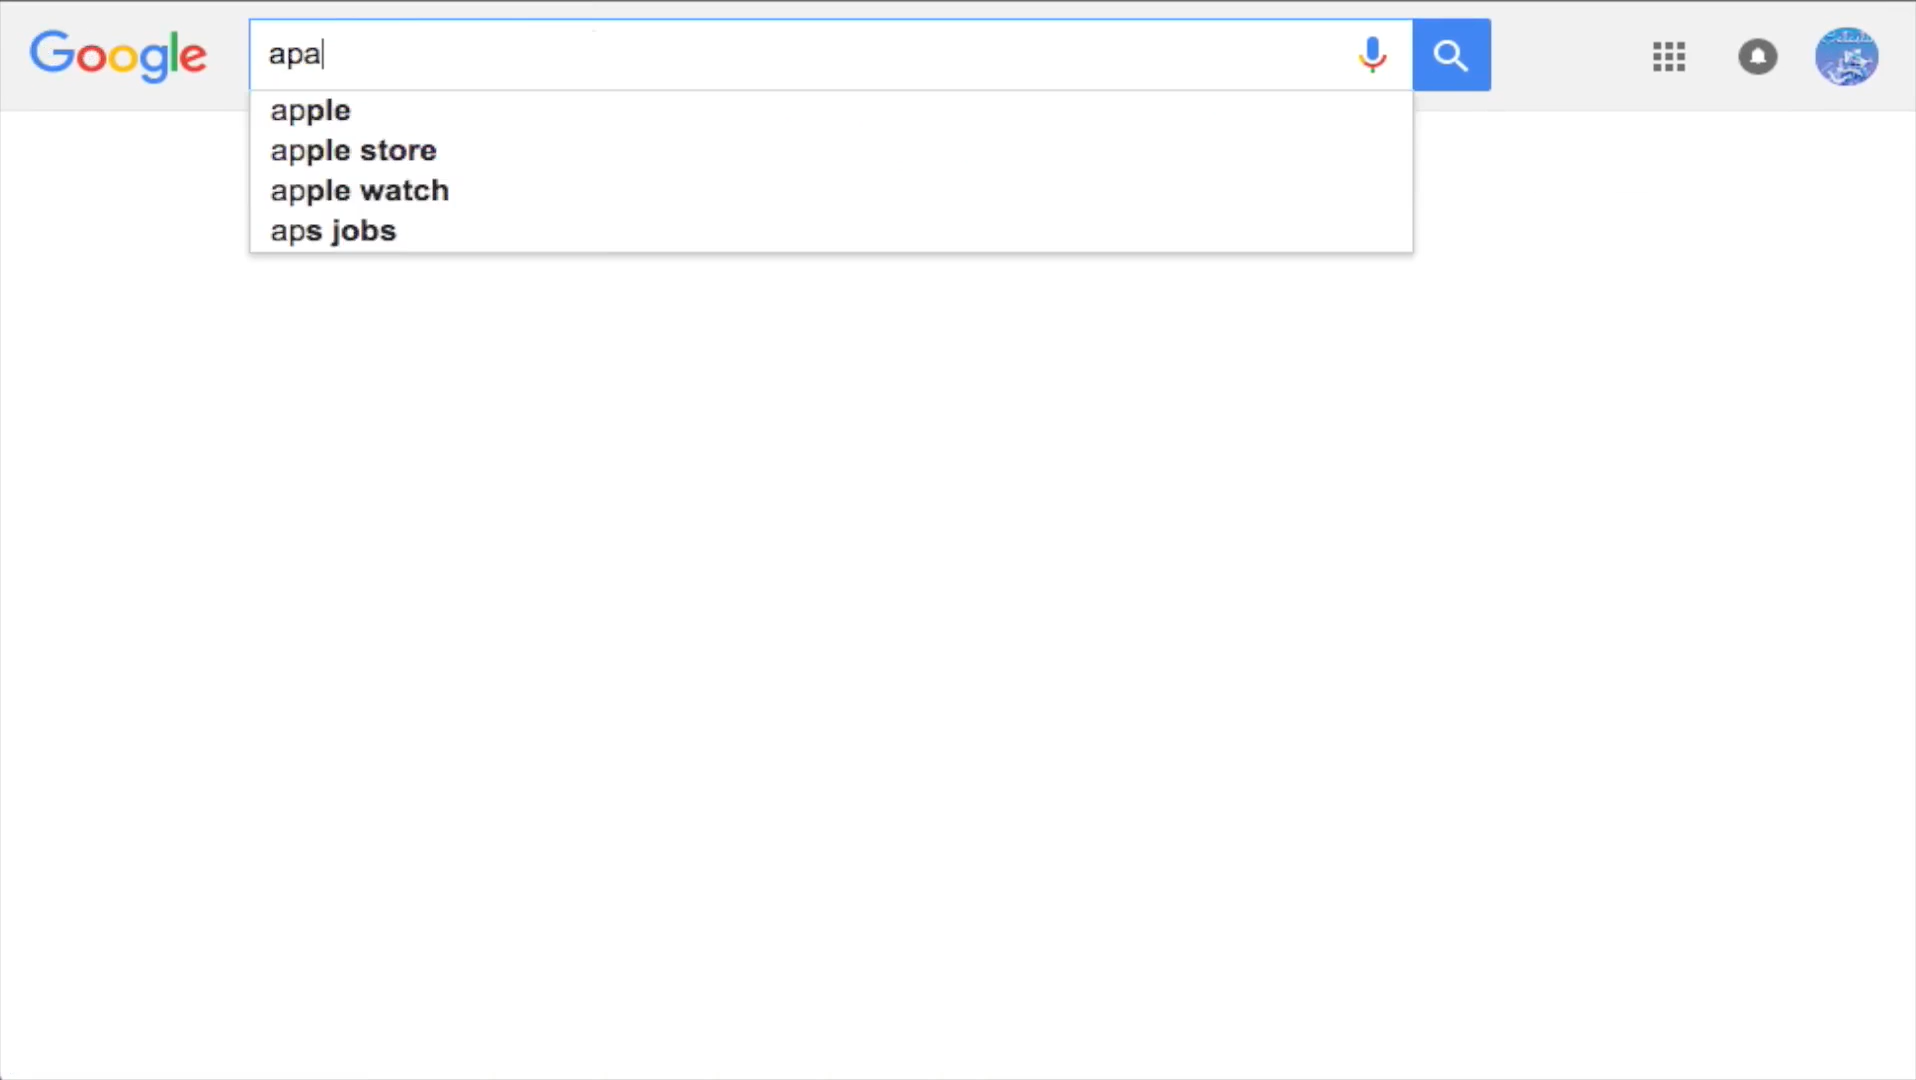 Google
apa
apple
apple store
apple watch
aps jobs